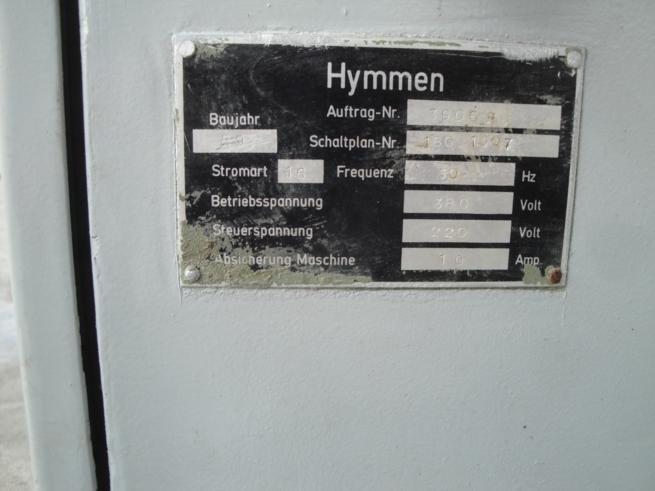 Hymmen
Auftrag-Nr.
Baujahr
Schaltplan-Nr.
Stromart Frequenz Hz
Betriebsspannung 380 Volt
Steuerspannung 220 Volt
Absicherung Maschine Amp.